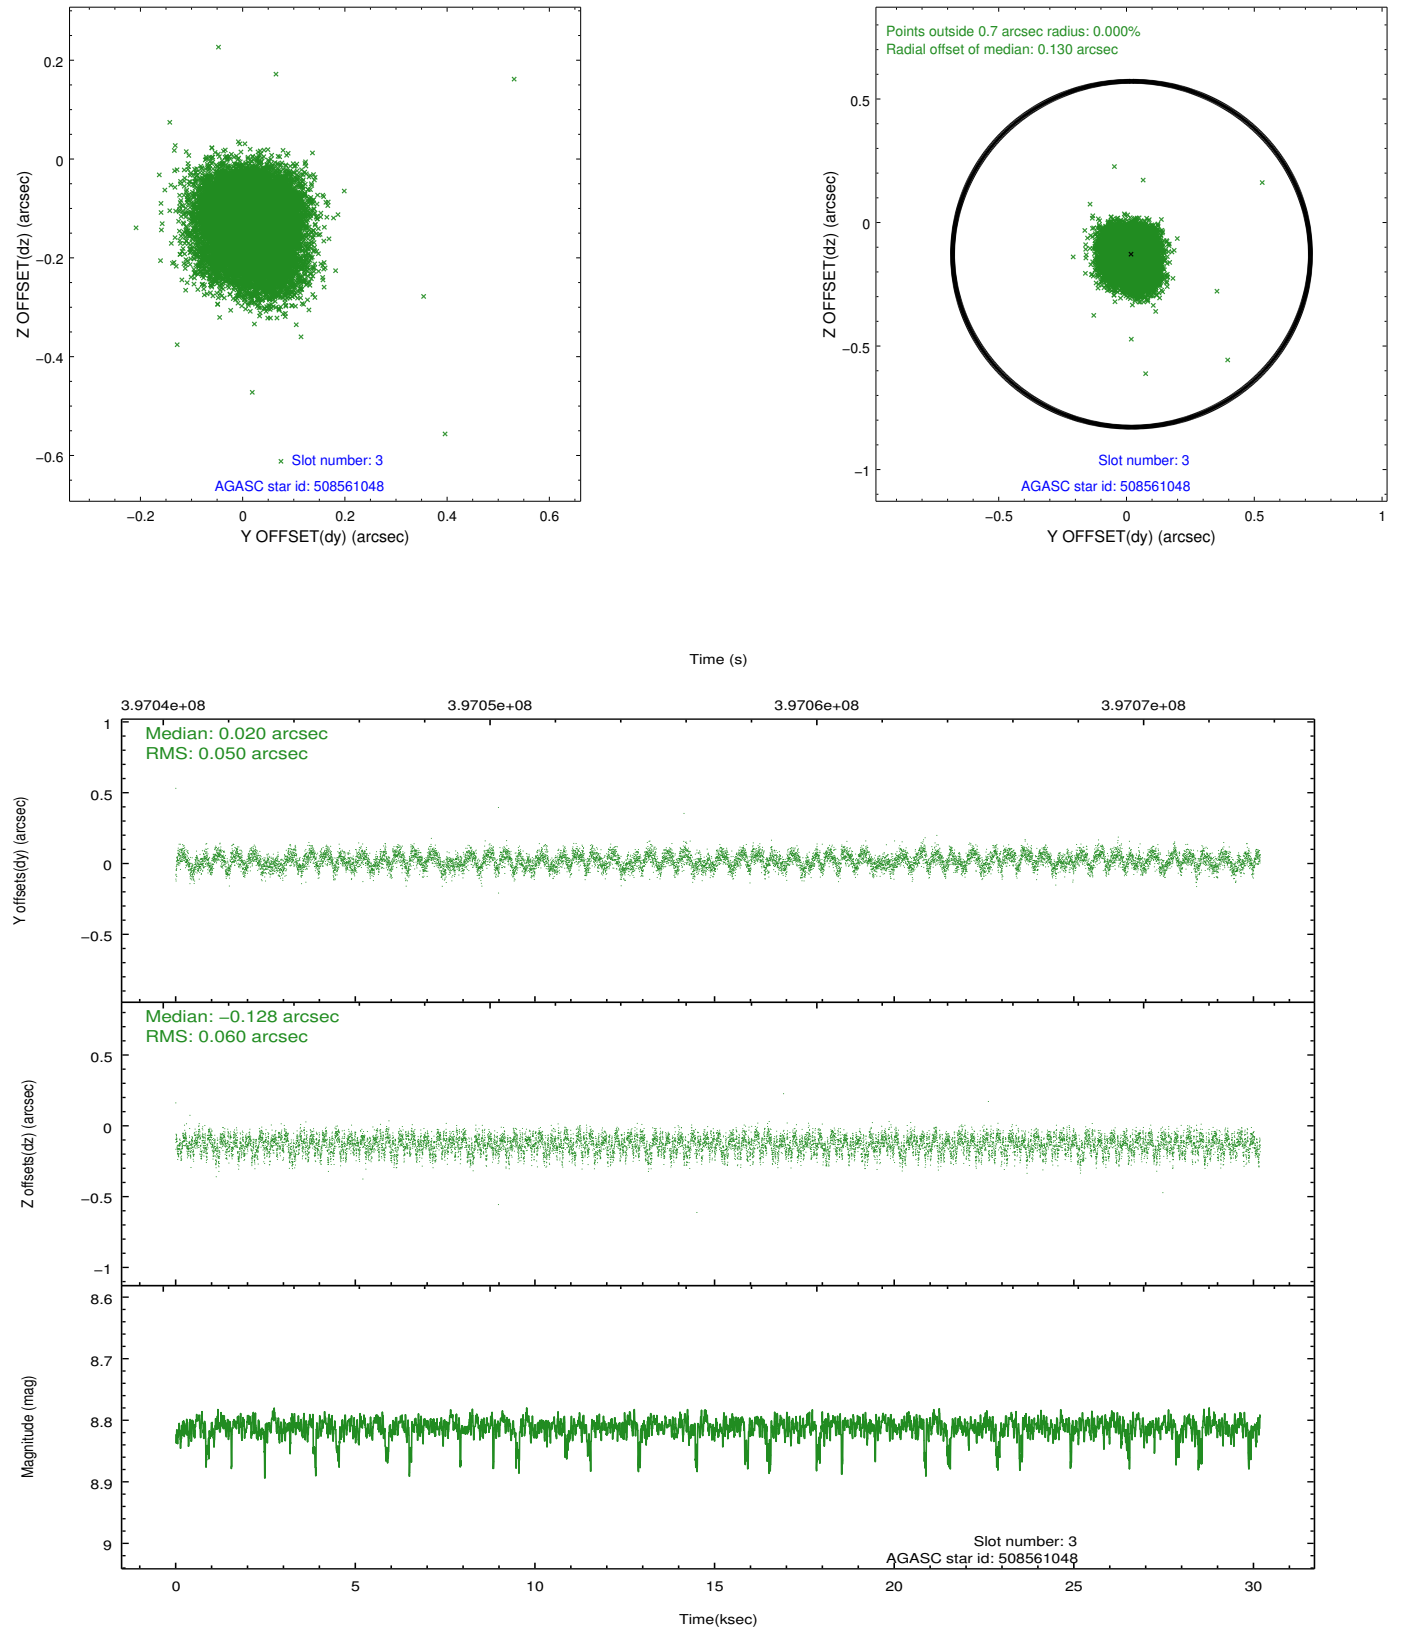 0.2
0
−0.2
−0.4
−0.6
Z OFFSET(dz) (arcsec)
Slot number: 3
AGASC star id: 508561048
−0.2 0 0.2 0.4 0.6
Y OFFSET(dy) (arcsec)
Points outside 0.7 arcsec radius: 0.000%
Radial offset of median: 0.130 arcsec
0.5
0
−0.5
−1
Z OFFSET(dz) (arcsec)
Slot number: 3
AGASC star id: 508561048
−0.5 0 0.5 1
Y OFFSET(dy) (arcsec)
Time (s)
3.9704e+08 3.9705e+08 3.9706e+08 3.9707e+08
Median: 0.020 arcsec
RMS: 0.050 arcsec
1
0.5
0
−0.5
Y offsets(dy) (arcsec)
Median: −0.128 arcsec
RMS: 0.060 arcsec
0.5
0
−0.5
−1
Z offsets(dz) (arcsec)
8.6
8.7
8.8
8.9
9
Magnitude (mag)
Slot number: 3
AGASC star id: 508561048
0 5 10 15 20 25 30
Time(ksec)